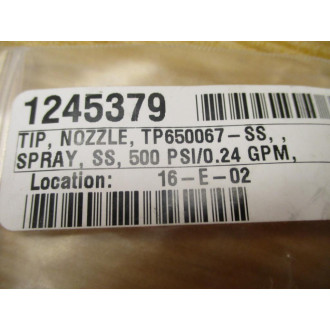 1245379
TIP, NOZZLE, TP650067-SS, ,
SPRAY, SS, 500 PSI/0.24 GPM,
Location: 16-E-02